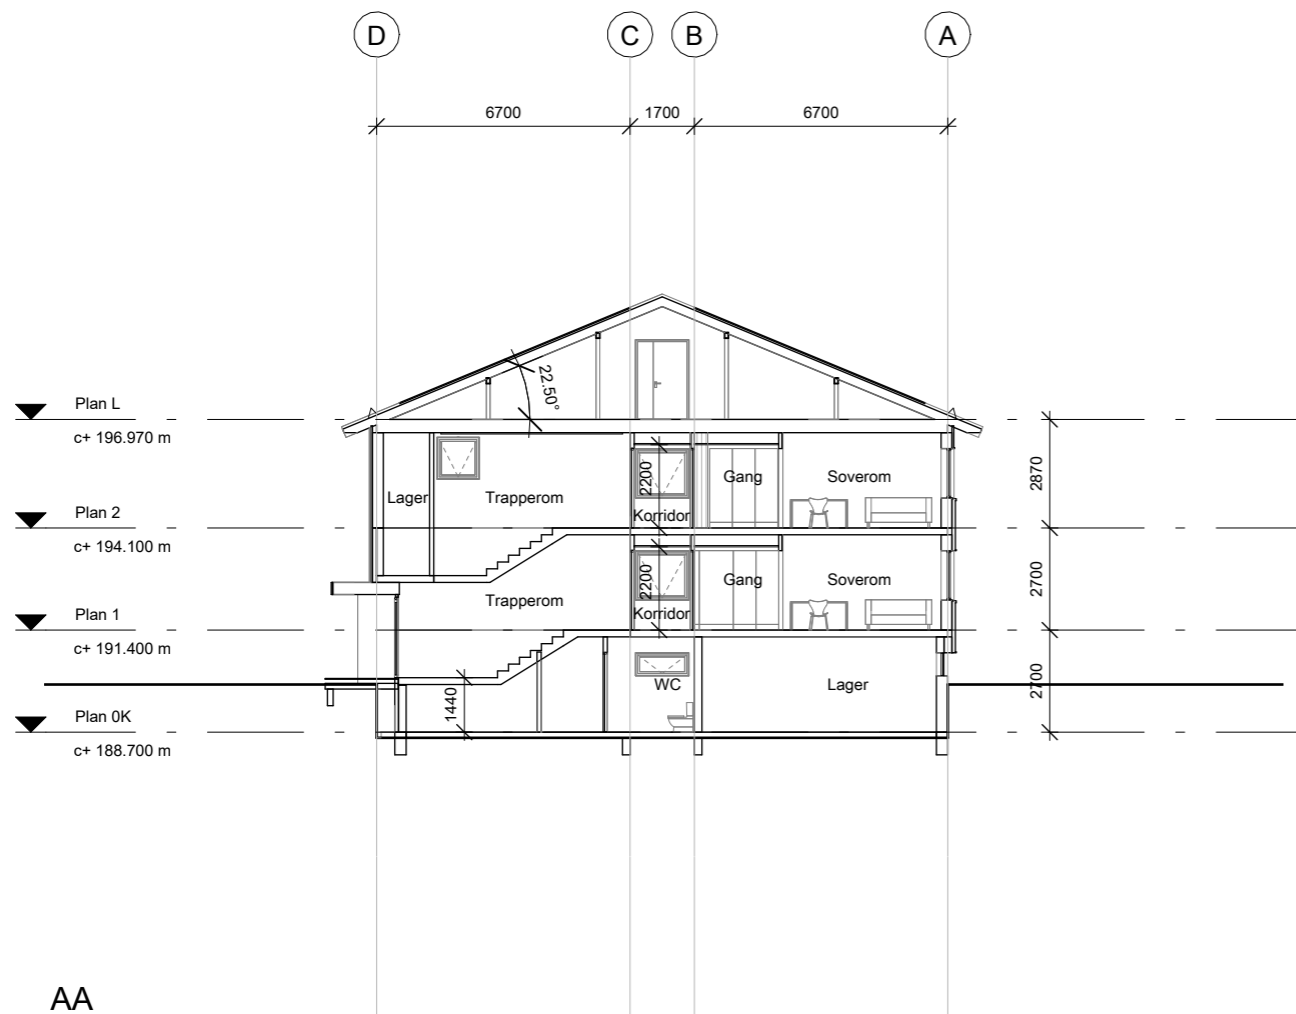 D C B A
6700 1700 6700
22.50°
Plan L
c+ 196.970 m
2870
2200
Gang
Soverom
Lager
Trapperom
Korridor
Plan 2
c+ 194.100 m
2700
2200
Gang
Soverom
Trapperom
Korridor
Plan 1
c+ 191.400 m
2700
WC
Lager
1440
Plan 0K
c+ 188.700 m
AA